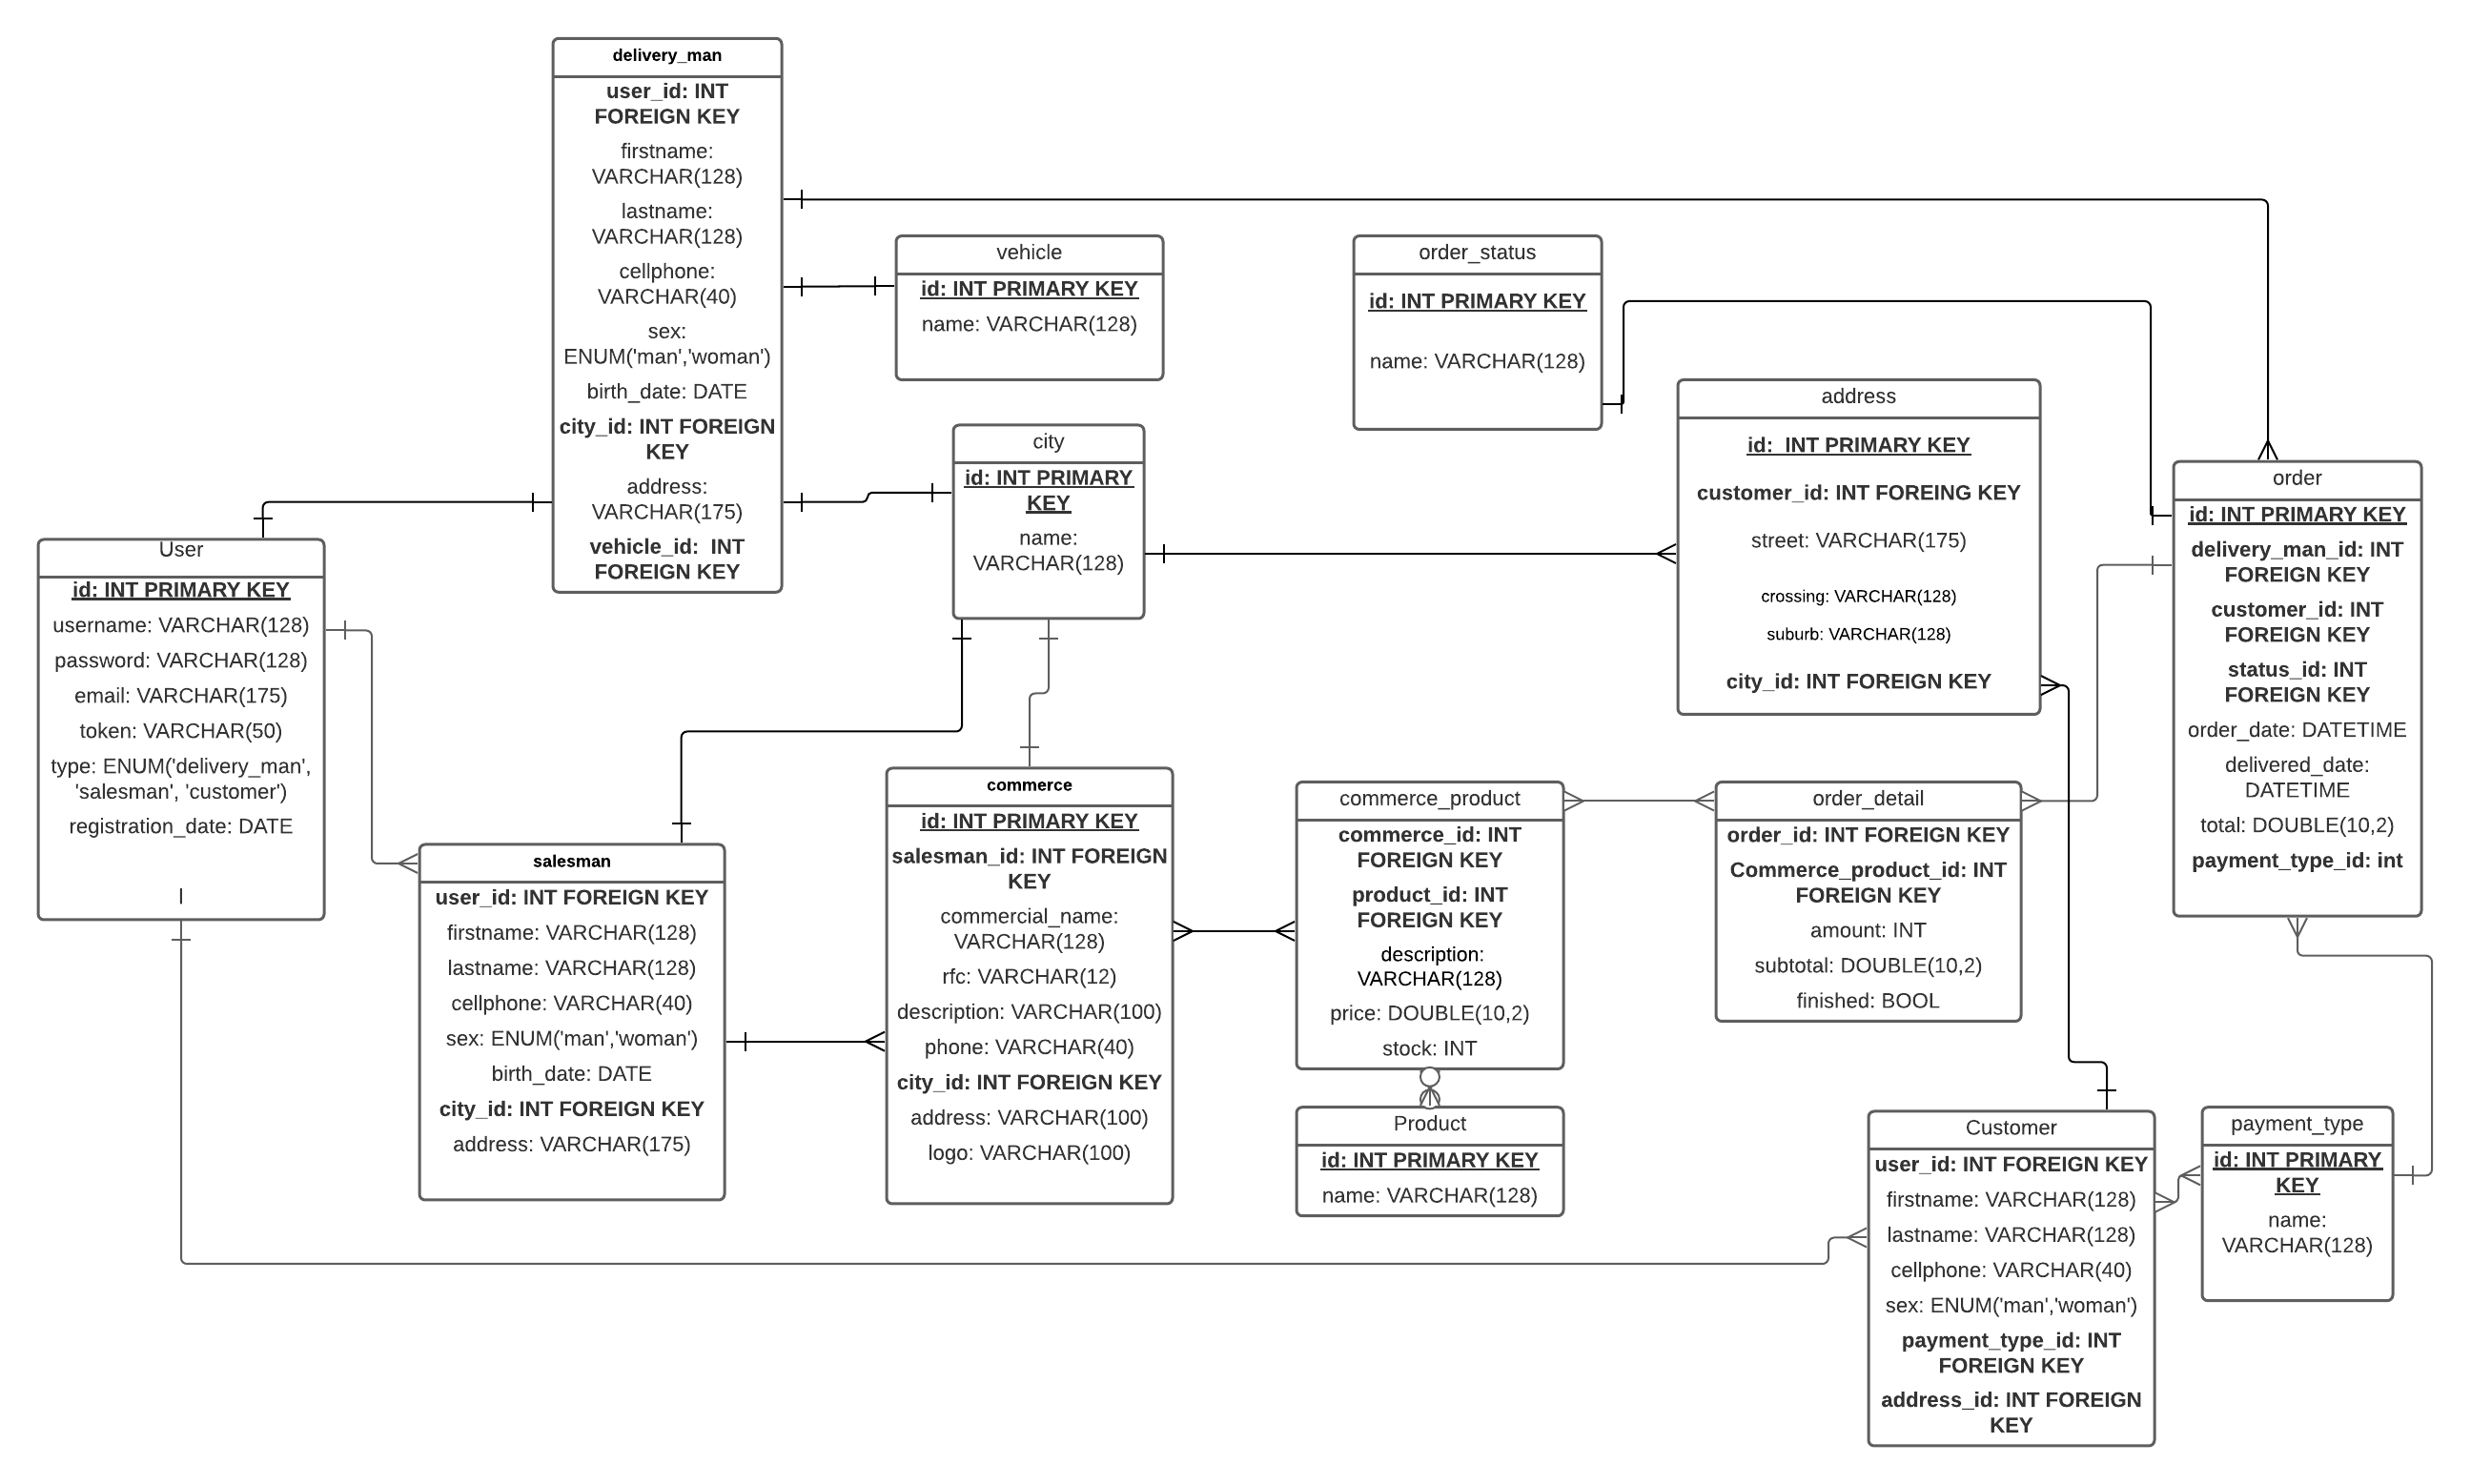 delivery_man
user_id: INT
FOREIGN KEY
firstname:
VARCHAR(128)
lastname:
VARCHAR(128)
cellphone:
VARCHAR(40)
sex:
ENUM('man','woman')
birth_date: DATE
city_id: INT FOREIGN
KEY
address:
VARCHAR(175)
vehicle_id:  INT
FOREIGN KEY
vehicle
id: INT PRIMARY KEY
name: VARCHAR(128)
order_status
id: INT PRIMARY KEY
name: VARCHAR(128)
address
id:  INT PRIMARY KEY
customer_id: INT FOREING KEY
street: VARCHAR(175)
crossing: VARCHAR(128)
suburb: VARCHAR(128)
city_id: INT FOREIGN KEY
city
id: INT PRIMARY
KEY
name:
VARCHAR(128)
order
id: INT PRIMARY KEY
delivery_man_id: INT
FOREIGN KEY
customer_id: INT
FOREIGN KEY
status_id: INT
FOREIGN KEY
order_date: DATETIME
delivered_date:
DATETIME
total: DOUBLE(10,2)
payment_type_id: int
User
id: INT PRIMARY KEY
username: VARCHAR(128)
password: VARCHAR(128)
email: VARCHAR(175)
token: VARCHAR(50)
type: ENUM('delivery_man',
'salesman', 'customer')
registration_date: DATE
salesman
user_id: INT FOREIGN KEY
firstname: VARCHAR(128)
lastname: VARCHAR(128)
cellphone: VARCHAR(40)
sex: ENUM('man','woman')
birth_date: DATE
city_id: INT FOREIGN KEY
address: VARCHAR(175)
commerce
id: INT PRIMARY KEY
salesman_id: INT FOREIGN
KEY
commercial_name:
VARCHAR(128)
rfc: VARCHAR(12)
description: VARCHAR(100)
phone: VARCHAR(40)
city_id: INT FOREIGN KEY
address: VARCHAR(100)
logo: VARCHAR(100)
commerce_product
commerce_id: INT
FOREIGN KEY
product_id: INT
FOREIGN KEY
description:
VARCHAR(128)
price: DOUBLE(10,2)
stock: INT
order_detail
order_id: INT FOREIGN KEY
Commerce_product_id: INT
FOREIGN KEY
amount: INT
subtotal: DOUBLE(10,2)
finished: BOOL
Product
id: INT PRIMARY KEY
name: VARCHAR(128)
Customer
user_id: INT FOREIGN KEY
firstname: VARCHAR(128)
lastname: VARCHAR(128)
cellphone: VARCHAR(40)
sex: ENUM('man','woman')
payment_type_id: INT
FOREIGN KEY
address_id: INT FOREIGN
KEY
payment_type
id: INT PRIMARY
KEY
name:
VARCHAR(128)